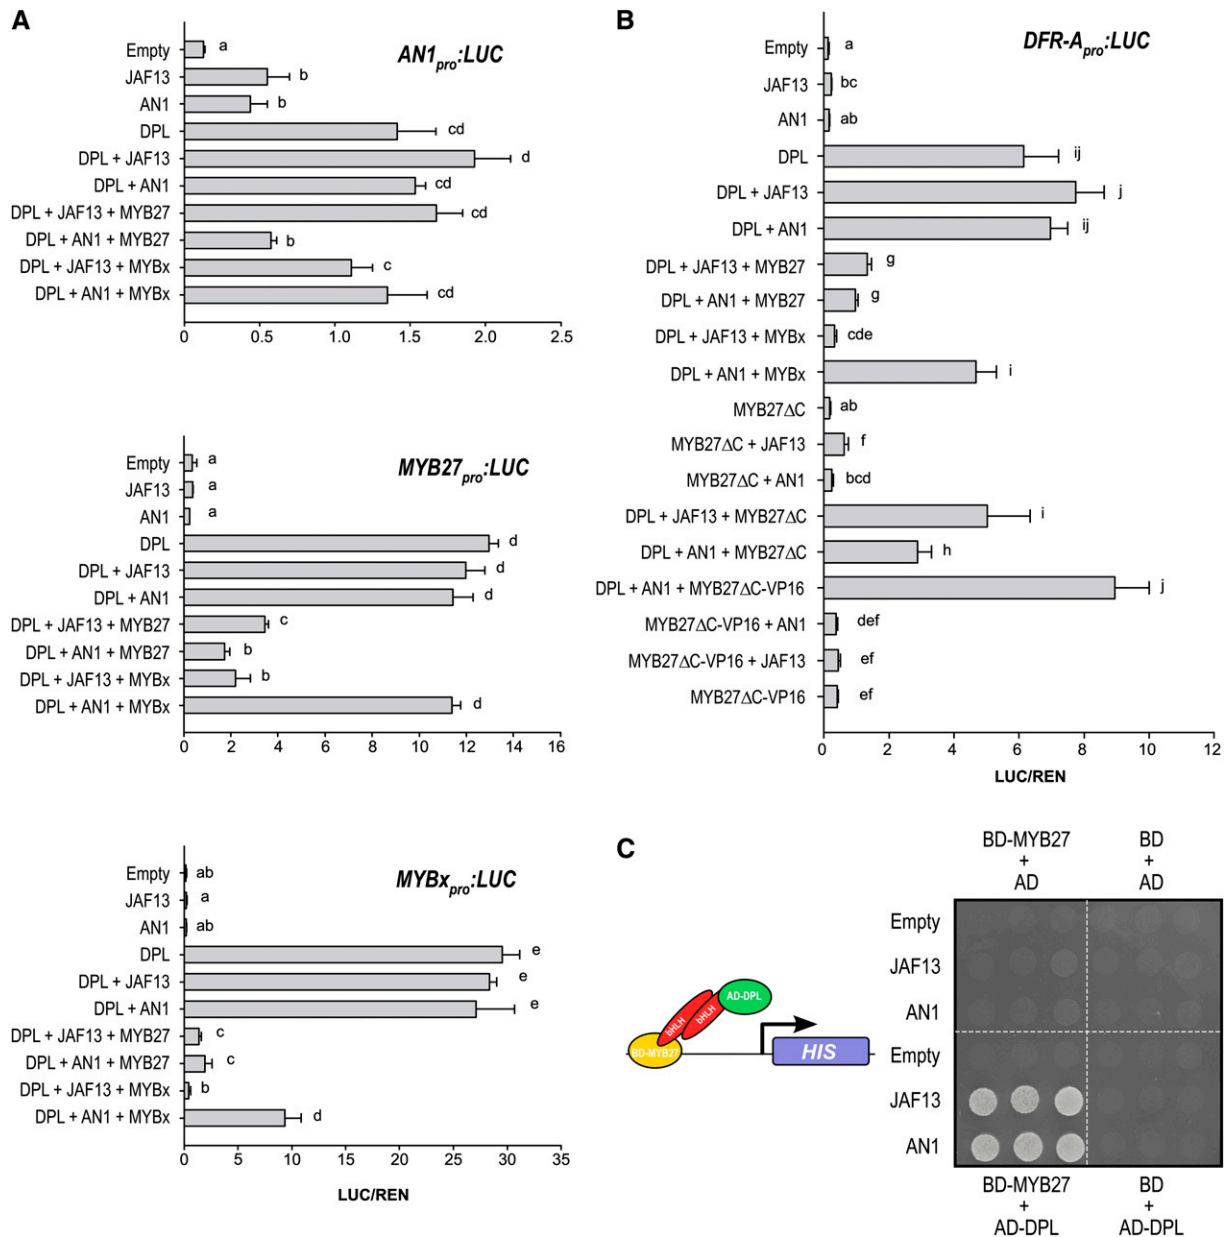 A
AN1pro:LUC
Empty a
JAF13 b
AN1 b
DPL cd
DPL + JAF13 d
DPL + AN1 cd
DPL + JAF13 + MYB27 cd
DPL + AN1 + MYB27 b
DPL + JAF13 + MYBx c
DPL + AN1 + MYBx cd
0 0.5 1.0 1.5 2.0 2.5
MYB27pro:LUC
Empty a
JAF13 a
AN1 a
DPL d
DPL + JAF13 d
DPL + AN1 d
DPL + JAF13 + MYB27 c
DPL + AN1 + MYB27 b
DPL + JAF13 + MYBx b
DPL + AN1 + MYBx d
0 2 4 6 8 10 12 14 16
MYBxpro:LUC
Empty ab
JAF13 a
AN1 ab
DPL e
DPL + JAF13 e
DPL + AN1 e
DPL + JAF13 + MYB27 c
DPL + AN1 + MYB27 c
DPL + JAF13 + MYBx b
DPL + AN1 + MYBx d
0 5 10 15 20 25 30 35
LUC/REN
B
DFR-Apro:LUC
Empty a
JAF13 bc
AN1 ab
DPL ij
DPL + JAF13 j
DPL + AN1 ij
DPL + JAF13 + MYB27 g
DPL + AN1 + MYB27 g
DPL + JAF13 + MYBx cde
DPL + AN1 + MYBx i
MYB27ΔC ab
MYB27ΔC + JAF13 f
MYB27ΔC + AN1 bcd
DPL + JAF13 + MYB27ΔC i
DPL + AN1 + MYB27ΔC h
DPL + AN1 + MYB27ΔC-VP16 j
MYB27ΔC-VP16 + AN1 def
MYB27ΔC-VP16 + JAF13 ef
MYB27ΔC-VP16 ef
0 2 4 6 8 10 12
LUC/REN
C
BD-MYB27
bHLH
bHLH
AD-DPL
HIS
BD-MYB27 + AD
BD + AD
Empty
JAF13
AN1
Empty
JAF13
AN1
BD-MYB27 + AD-DPL
BD + AD-DPL